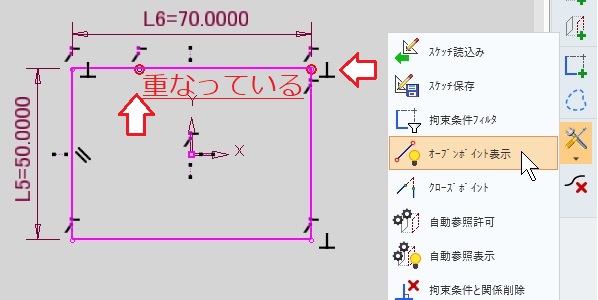 L6=70.0000
重なっている
L5=50.0000
Y
X
スケッチ読込み
スケッチ保存
拘束条件フィルタ
オープンポイント表示
クローズポイント
自動参照許可
自動参照表示
拘束条件と関係削除